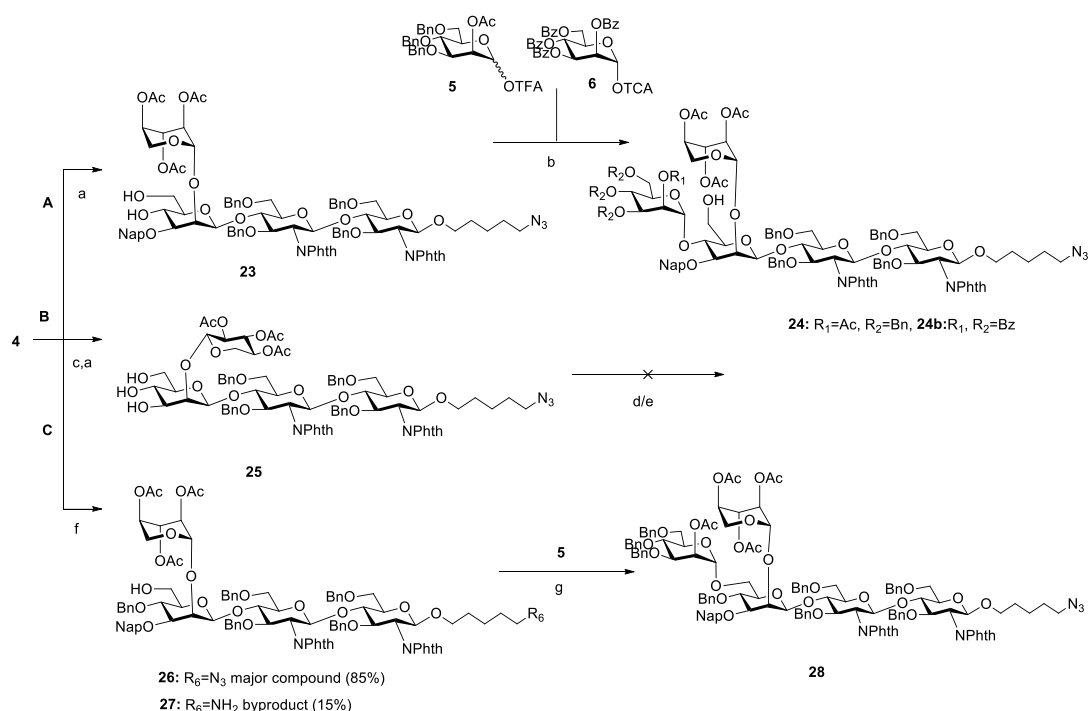 BnO
OAc
BnO
O
BnO
OTFA
5
BzO
OBz
BzO
O
BzO
OTCA
6
A
a
OAc
OAc
O
OAc
O
HO
HO
O
NapO
O
BnO
O
BnO
NPhth
O
BnO
O
BnO
NPhth
O
N3
23
b
OAc
OAc
O
OAc
R2O
OR1
R2O
O
R2O
HO
O
O
O
NapO
O
BnO
O
BnO
NPhth
O
BnO
O
BnO
NPhth
O
N3
24: R1=Ac, R2=Bn, 24b:R1, R2=Bz
4
B
c,a
AcO
OAc
O
OAc
O
HO
HO
O
HO
O
BnO
O
BnO
NPhth
O
BnO
O
BnO
NPhth
O
N3
25
d/e
C
f
OAc
OAc
O
OAc
O
HO
BnO
O
NapO
O
BnO
O
BnO
NPhth
O
BnO
O
BnO
NPhth
O
R6
26: R6=N3 major compound (85%)
27: R6=NH2 byproduct (15%)
5
g
OAc
OAc
O
OAc
BnO
OAc
BnO
O
BnO
O
O
BnO
O
NapO
O
BnO
O
BnO
NPhth
O
BnO
O
BnO
NPhth
O
N3
28